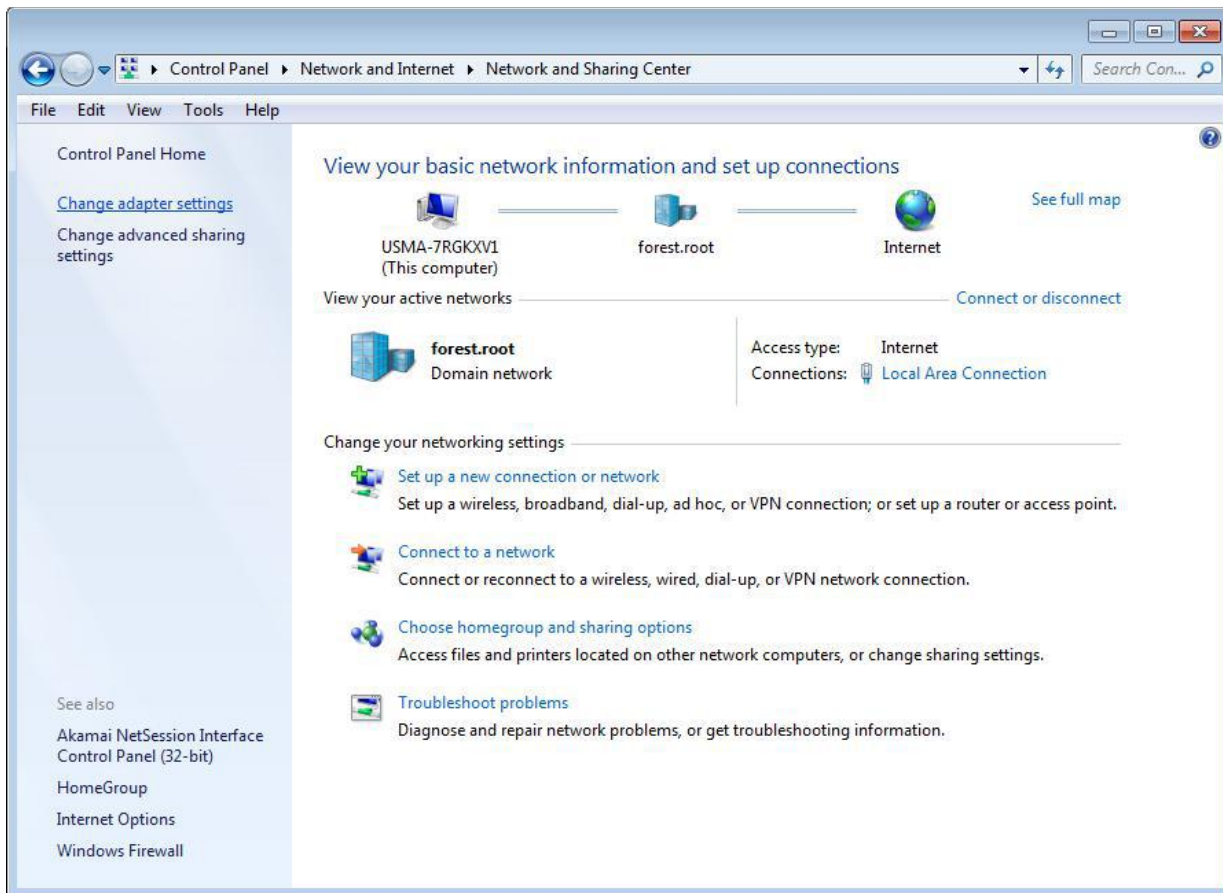 Control Panel Network and Internet Network and Sharing Center Search Con...
File Edit View Tools Help
Control Panel Home
Change adapter settings
Change advanced sharing
settings
View your basic network information and set up connections
See full map
USMA-7RGKXV1 forest.root Internet
(This computer)
View your active networks Connect or disconnect
forest.root
Domain network
Access type: Internet
Connections: Local Area Connection
Change your networking settings
Set up a new connection or network
Set up a wireless, broadband, dial-up, ad hoc, or VPN connection; or set up a router or access point.
Connect to a network
Connect or reconnect to a wireless, wired, dial-up, or VPN network connection.
Choose homegroup and sharing options
Access files and printers located on other network computers, or change sharing settings.
Troubleshoot problems
Diagnose and repair network problems, or get troubleshooting information.
See also
Akamai NetSession Interface
Control Panel (32-bit)
HomeGroup
Internet Options
Windows Firewall